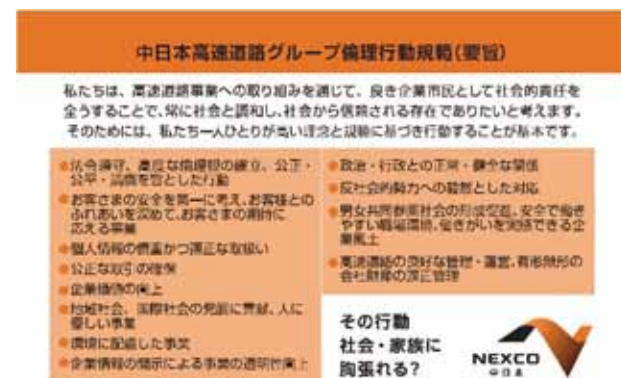 中日本高速道路グループ倫理行動規範(要旨)
私たちは、高速道路事業への取り組みを通じて、良き企業市民として社会的責任を
全うすることで、常に社会と調和し、社会から信頼される存在でありたいと考えます。
そのためには、私たち一人ひとりが高い理念と規範に基づき行動することが基本です。
●法令遵守、高度な倫理観の確立、公正・
公平・清廉を旨とした行動
●お客さまの安全を第一に考え、お客様との
ふれあいを深めて、お客さまの期待に
応える事業
●個人情報の慎重かつ適正な取扱い
●公正な取引の確保
●企業価値の向上
●地域社会、国際社会の発展に貢献、人に
優しい事業
●環境に配慮した事業
●企業情報の開示による事業の透明性向上
●政治・行政との正常・健全な関係
●反社会的勢力への毅然とした対応
●男女共同参画社会の形成促進、安全で働き
やすい職場環境、働きがいを実感できる企
業風土
●高速道路の良好な管理・運営、有形無形の
会社財産の適正管理
その行動
社会・家族に
胸張れる?
NEXCO
中日本